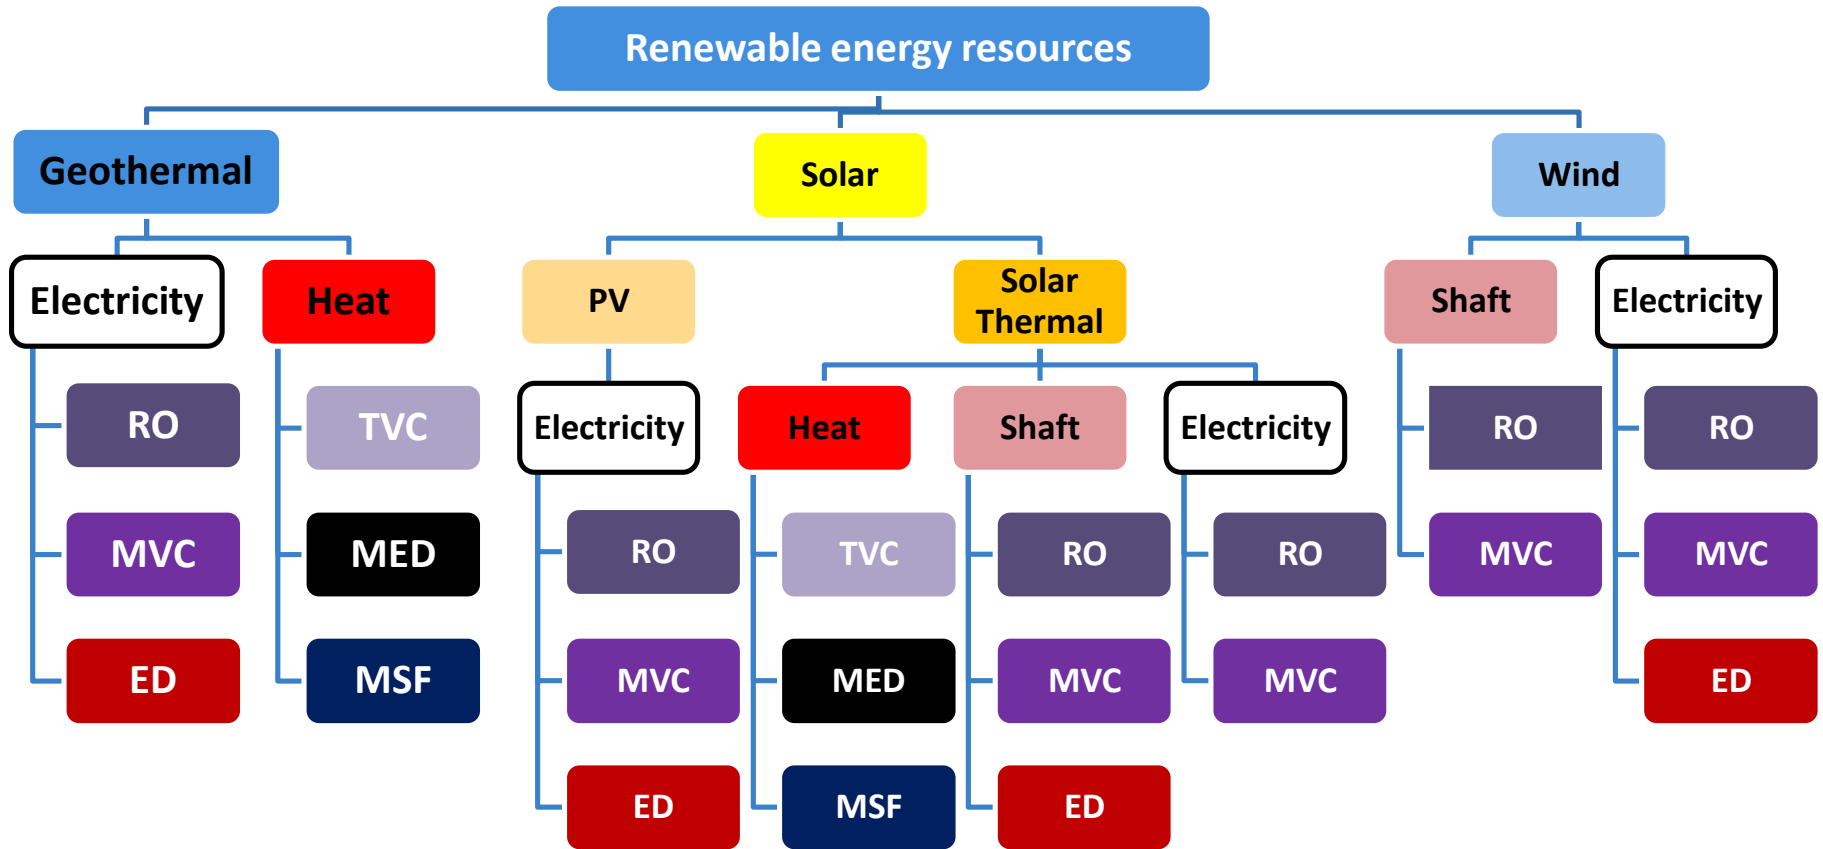 Renewable energy resources
Geothermal
Solar
Wind
Electricity
Heat
PV
Solar
Thermal
Shaft
Electricity
RO
TVC
Electricity
Heat
Shaft
Electricity
RO
RO
MVC
MED
RO
TVC
RO
RO
MVC
MVC
ED
MSF
MVC
MED
MVC
MVC
ED
ED
MSF
ED